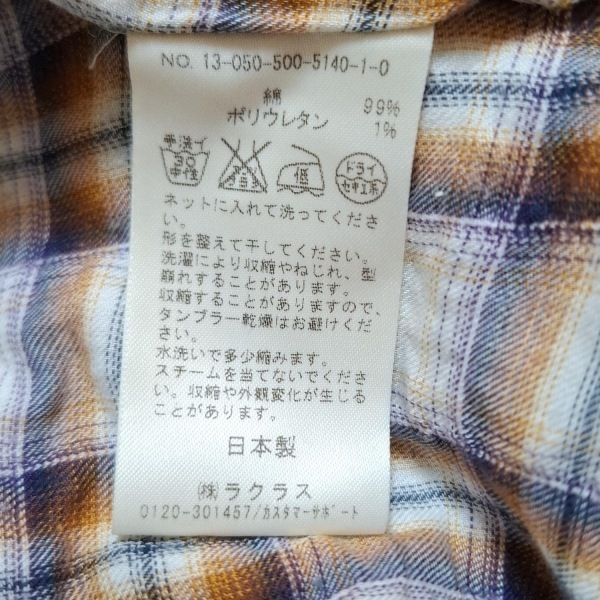 NO. 13-050-500-5140-1-0
綿 99%
ポリウレタン 1%
手洗イ 30 中性
エンソサラシ
低
ドライ セキユ系
ネットに入れて洗ってくださ
い。
形を整えて干してください。
洗濯により収縮やねじれ、型
崩れすることがあります。
収縮することがありますので、
タンブラー乾燥はお避けくだ
さい。
水洗いで多少縮みます。
スチームを当てないでくださ
い。収縮や外観変化が生じる
ことがあります。
日本製
㈱ラクラス
0120-301457/カスタマーサポート